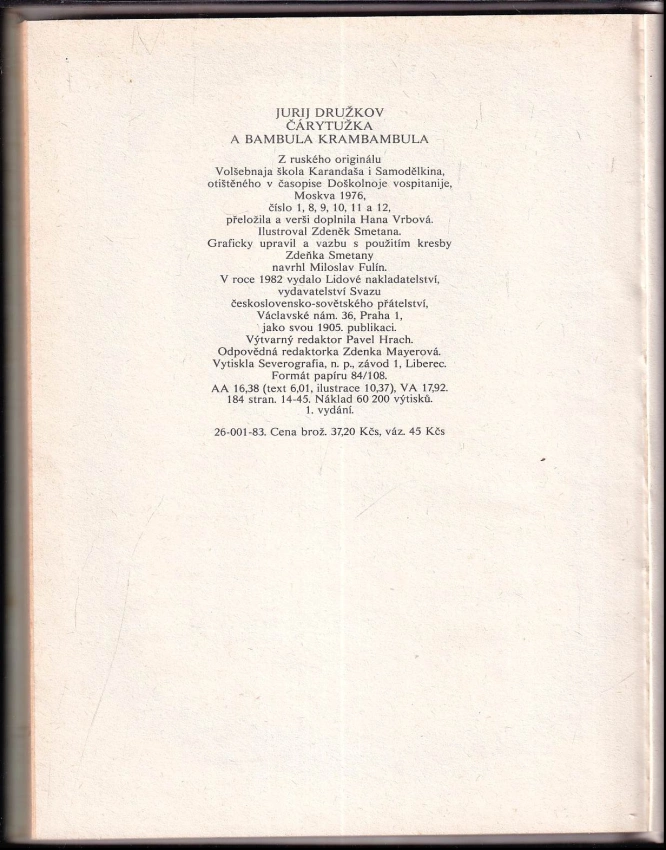 JURIJ DRUŽKOV
ČÁRYTUŽKA
A BAMBULA KRAMBAMBULA
Z ruského originálu
Volšebnaja škola Karandaša i Samodělkina,
otištěného v časopise Doškolnoje vospitanije,
Moskva 1976,
číslo 1, 8, 9, 10, 11 a 12,
přeložila a verši doplnila Hana Vrbová.
Ilustroval Zdeněk Smetana.
Graficky upravil a vazbu s použitím kresby
Zdeňka Smetany
navrhl Miloslav Fulín.
V roce 1982 vydalo Lidové nakladatelství,
vydavatelství Svazu
československo-sovětského přátelství,
Václavské nám. 36, Praha 1,
jako svou 1905. publikaci.
Výtvarný redaktor Pavel Hrach.
Odpovědná redaktorka Zdenka Mayerová.
Vytiskla Severografia, n. p., závod 1, Liberec.
Formát papíru 84/108.
AA 16,38 (text 6,01, ilustrace 10,37), VA 17,92.
184 stran. 14-45. Náklad 60 200 výtisků.
1. vydání.
26-001-83. Cena brož. 37,20 Kčs, váz. 45 Kčs